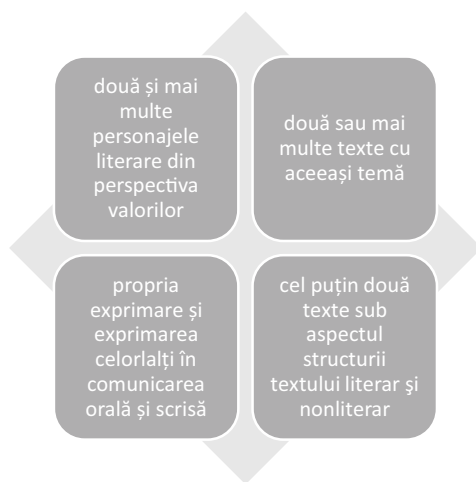 două și mai
multe
personajele
literare din
perspectiva
valorilor
două sau mai
multe texte cu
aceeași temă
propria
exprimare și
exprimarea
celorlalți în
comunicarea
orală și scrisă
cel puțin două
texte sub
aspectul
structurii
textului literar şi
nonliterar